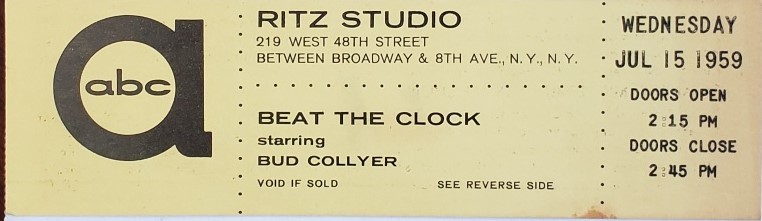 abc
RITZ STUDIO
219 WEST 48TH STREET
BETWEEN BROADWAY & 8TH AVE., N.Y., N.Y.
BEAT THE CLOCK
starring
BUD COLLYER
VOID IF SOLD
SEE REVERSE SIDE
WEDNESDAY
JUL 15 1959
DOORS OPEN
2:15 PM
DOORS CLOSE
2:45 PM